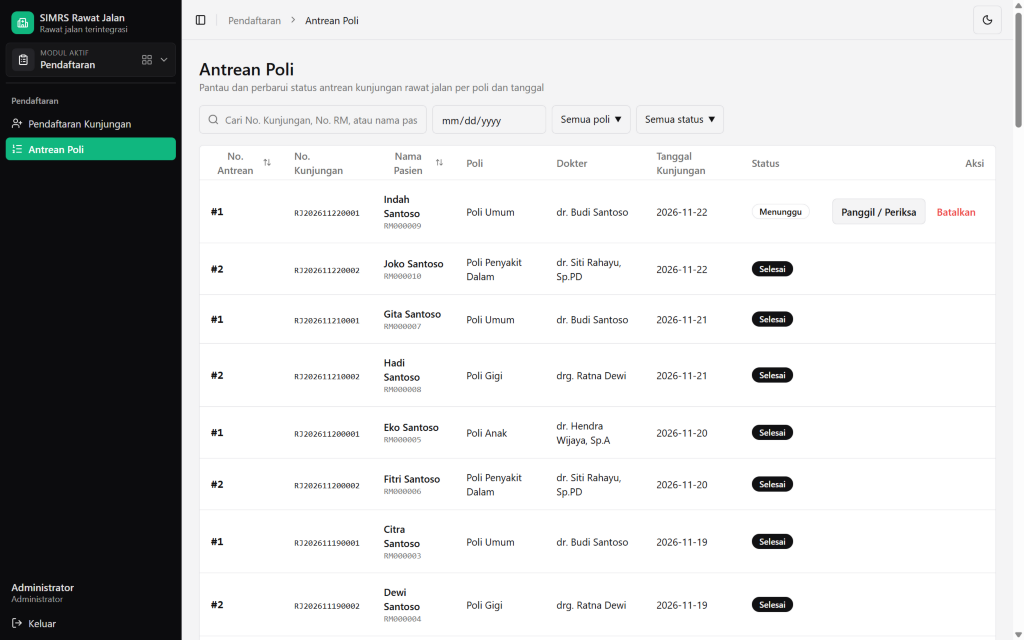 SIMRS Rawat Jalan
Rawat jalan terintegrasi
MODUL AKTIF
Pendaftaran
Pendaftaran
Pendaftaran Kunjungan
Antrean Poli
Administrator
Administrator
Keluar
Pendaftaran > Antrean Poli
Antrean Poli
Pantau dan perbarui status antrean kunjungan rawat jalan per poli dan tanggal
Cari No. Kunjungan, No. RM, atau nama pas
mm/dd/yyyy
Semua poli ▼
Semua status ▼
No. Antrean
No. Kunjungan
Nama Pasien
Poli
Dokter
Tanggal Kunjungan
Status
Aksi
#1 RJ202611220001 Indah Santoso RM000009 Poli Umum dr. Budi Santoso 2026-11-22 Menunggu Panggil / Periksa Batalkan
#2 RJ202611220002 Joko Santoso RM000010 Poli Penyakit Dalam dr. Siti Rahayu, Sp.PD 2026-11-22 Selesai
#1 RJ202611210001 Gita Santoso RM000007 Poli Umum dr. Budi Santoso 2026-11-21 Selesai
#2 RJ202611210002 Hadi Santoso RM000008 Poli Gigi drg. Ratna Dewi 2026-11-21 Selesai
#1 RJ202611200001 Eko Santoso RM000005 Poli Anak dr. Hendra Wijaya, Sp.A 2026-11-20 Selesai
#2 RJ202611200002 Fitri Santoso RM000006 Poli Penyakit Dalam dr. Siti Rahayu, Sp.PD 2026-11-20 Selesai
#1 RJ202611190001 Citra Santoso RM000003 Poli Umum dr. Budi Santoso 2026-11-19 Selesai
#2 RJ202611190002 Dewi Santoso RM000004 Poli Gigi drg. Ratna Dewi 2026-11-19 Selesai